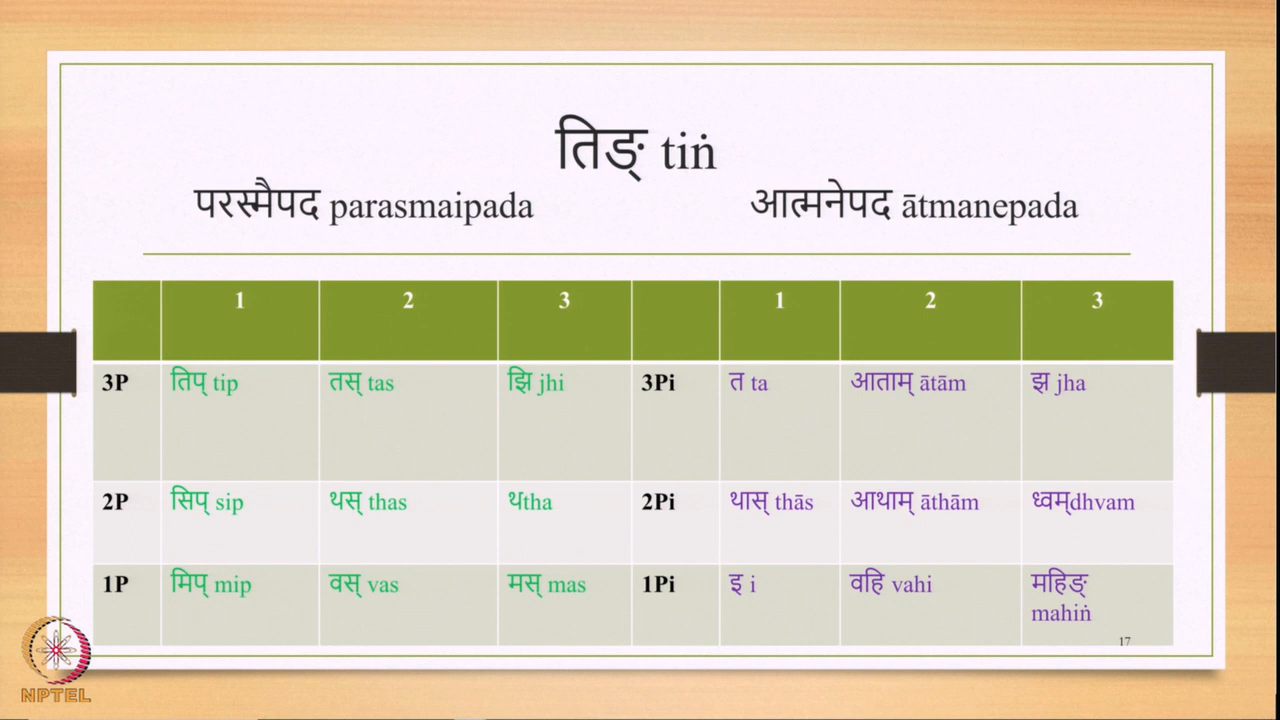 तिङ् tiṅ
परस्मैपद parasmaipada आत्मनेपद ātmanepada
1 2 3 1 2 3
3P तिप् tip तस् tas झि jhi 3Pi त ta आताम् ātām झ jha
2P सिप् sip थस् thas थtha 2Pi थास् thās आथाम् āthām ध्वम्dhvam
1P मिप् mip वस् vas मस् mas 1Pi इ i वहि vahi महिङ्
mahiṅ
17
NPTEL